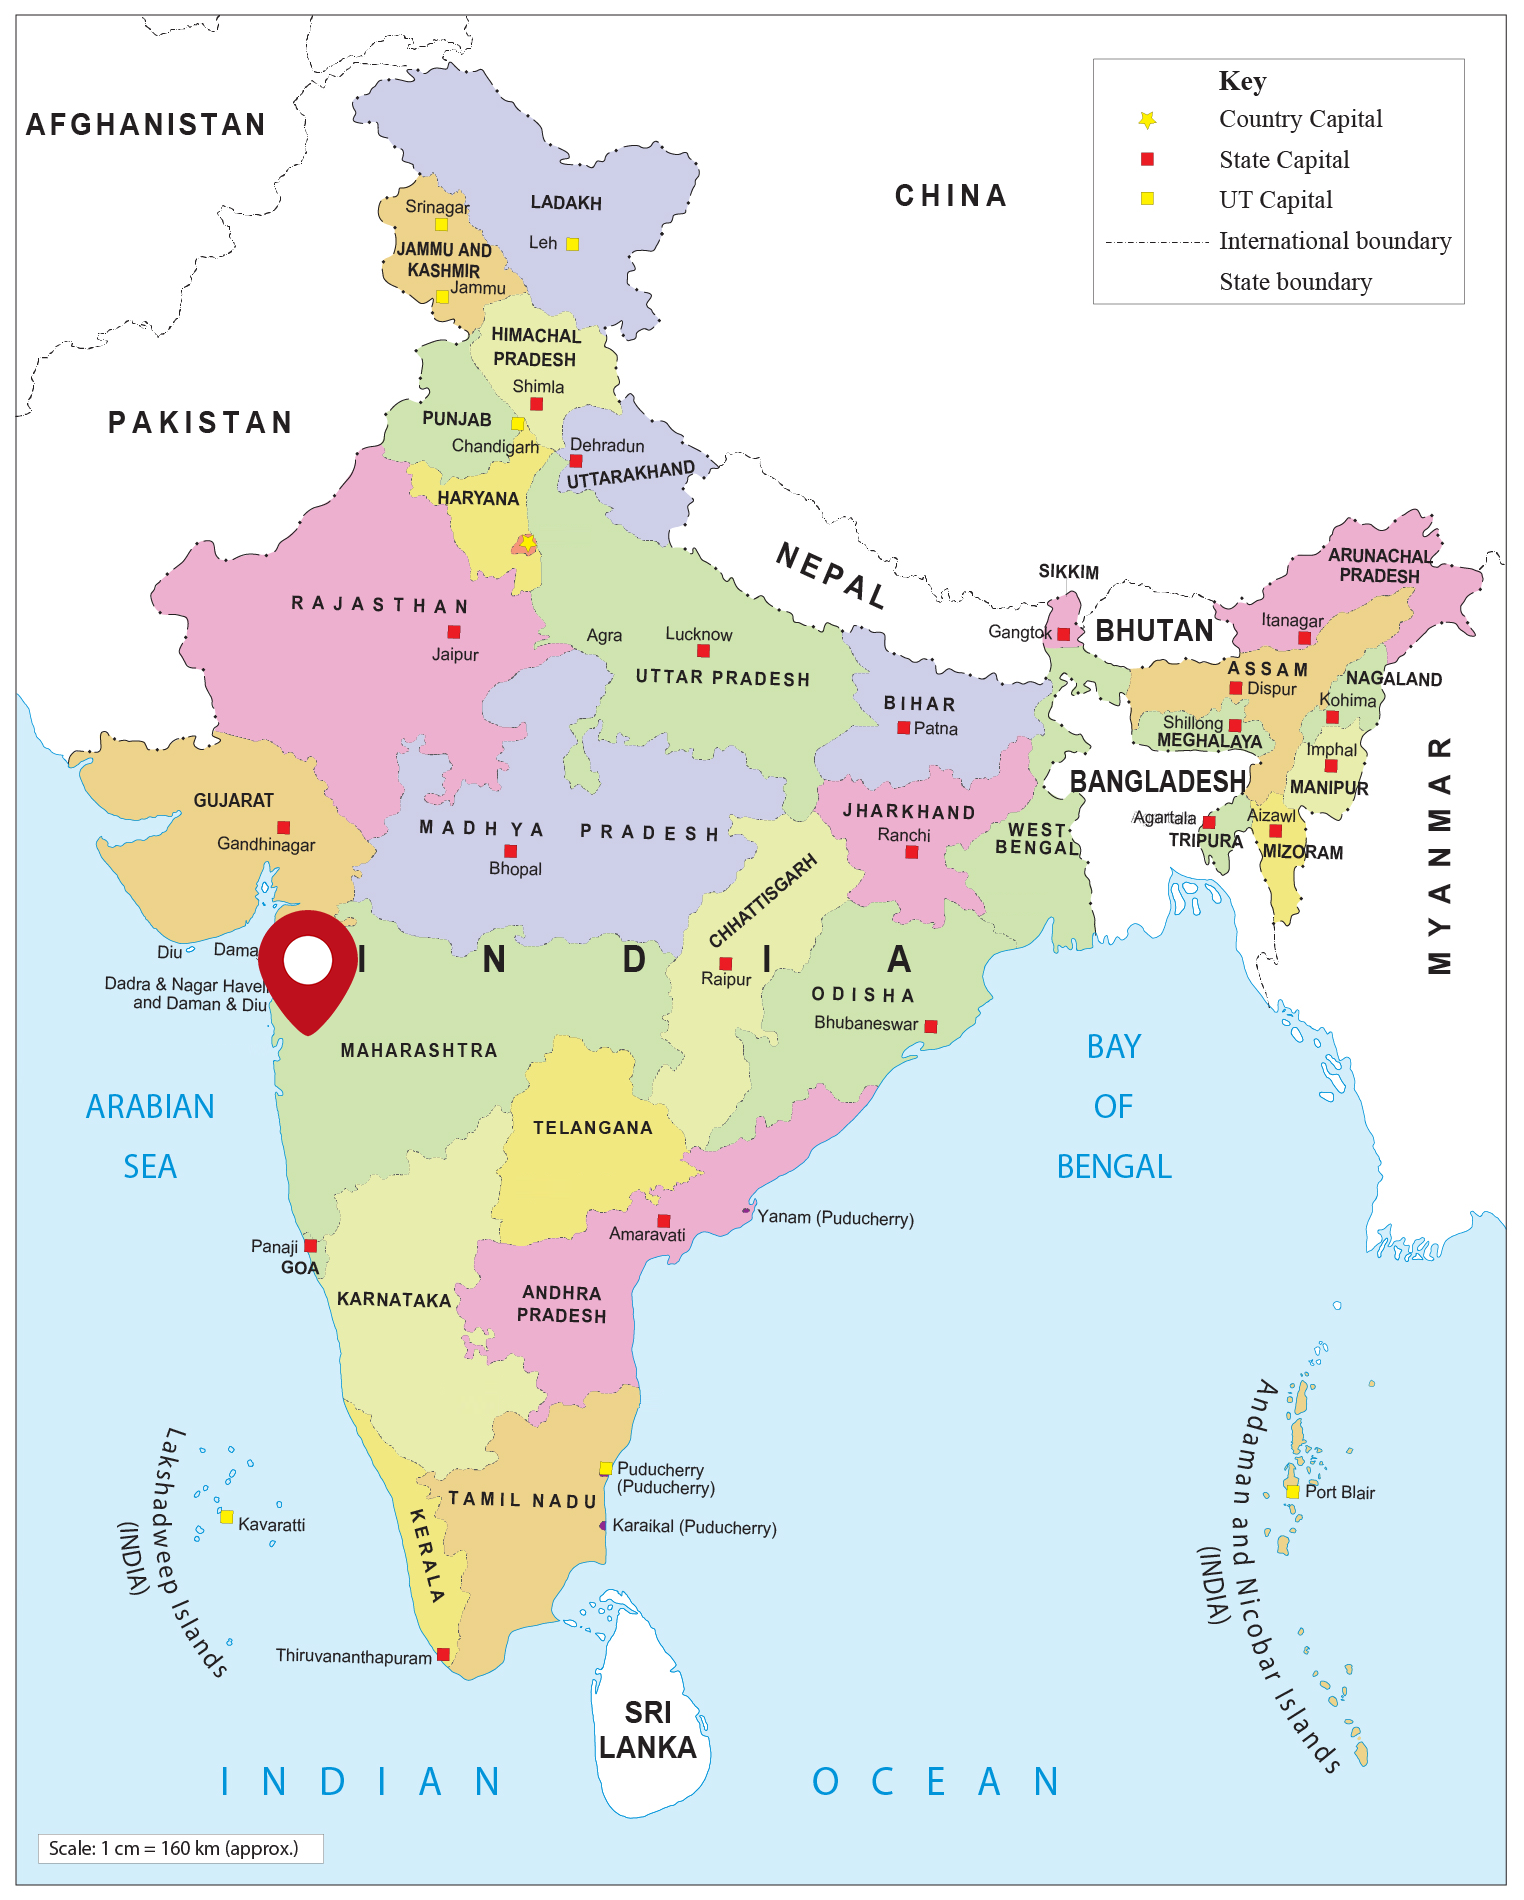 AFGHANISTAN
CHINA
PAKISTAN
Key
Country Capital
State Capital
UT Capital
International boundary
State boundary
LADAKH
Leh
Srinagar
JAMMU AND
KASHMIR
Jammu
HIMACHAL
PRADESH
Shimla
PUNJAB
Chandigarh
Dehradun
UTTARAKHAND
HARYANA
NEPAL
RAJASTHAN
Jaipur
Agra
Lucknow
UTTAR PRADESH
SIKKIM
Gangtok
BHUTAN
ARUNACHAL
PRADESH
Itanagar
ASSAM
Dispur
NAGALAND
Kohima
Shillong
MEGHALAYA
Imphal
MANIPUR
BIHAR
Patna
BANGLADESH
Agartala
TRIPURA
Aizawl
MIZORAM
MYANMAR
GUJARAT
Gandhinagar
MADHYA PRADESH
Bhopal
JHARKHAND
Ranchi
WEST
BENGAL
CHHATTISGARH
Raipur
Diu
Dama
INDIA
Dadra & Nagar Havel
and Daman & Diu
ODISHA
Bhubaneswar
MAHARASHTRA
ARABIAN
SEA
BAY
OF
BENGAL
TELANGANA
Yanam (Puducherry)
Amaravati
Panaji
GOA
KARNATAKA
ANDHRA
PRADESH
Lakshadweep Islands
(INDIA)
Kavaratti
Puducherry
(Puducherry)
TAMIL NADU
Karaikal (Puducherry)
KERALA
Thiruvananthapuram
Andaman and Nicobar Islands
(INDIA)
Port Blair
SRI
LANKA
INDIAN OCEAN
Scale: 1 cm = 160 km (approx.)